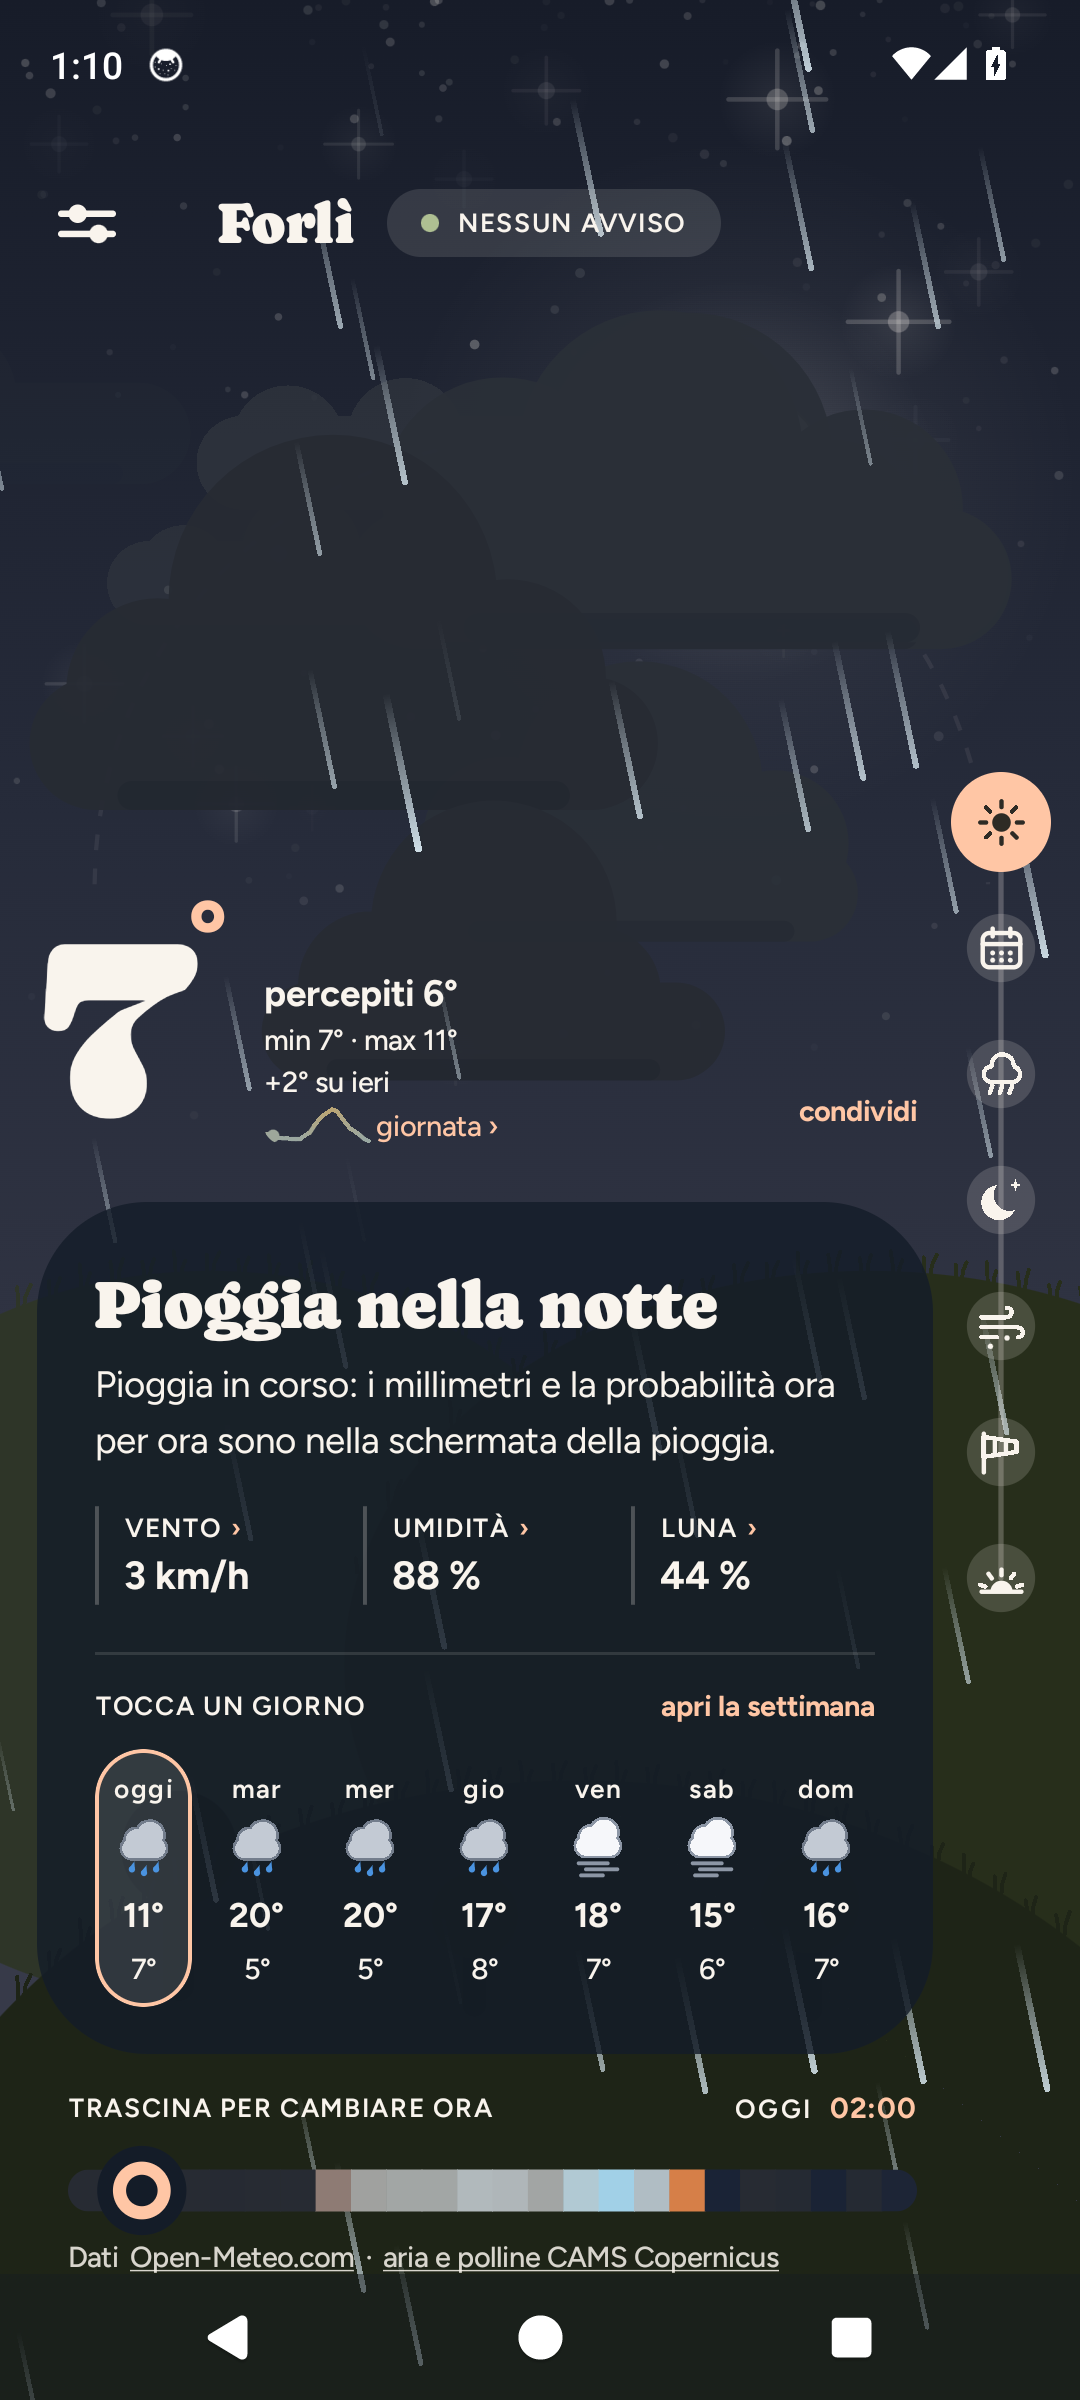 1:10
Forlì
NESSUN AVVISO
7°
percepiti 6°
min 7° · max 11°
+2° su ieri
giornata ›
condividi
Pioggia nella notte
Pioggia in corso: i millimetri e la probabilità ora
per ora sono nella schermata della pioggia.
VENTO › UMIDITÀ › LUNA ›
3 km/h 88 % 44 %
TOCCA UN GIORNO apri la settimana
oggi mar mer gio ven sab dom
11° 20° 20° 17° 18° 15° 16°
7° 5° 5° 8° 7° 6° 7°
TRASCINA PER CAMBIARE ORA OGGI 02:00
Dati Open-Meteo.com · aria e polline CAMS Copernicus